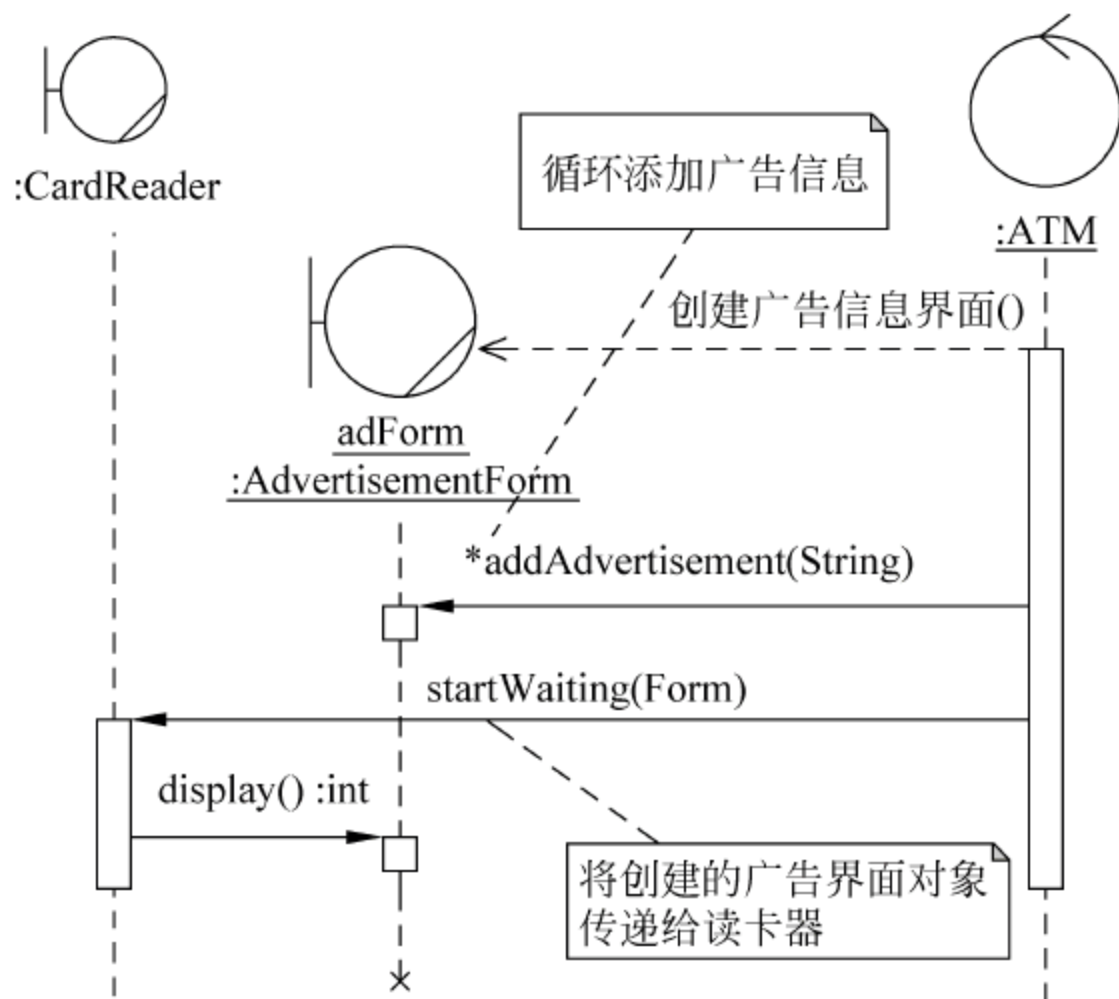 :CardReader
循环添加广告信息
:ATM
创建广告信息界面()
adForm
:AdvertisementForm
*addAdvertisement(String)
startWaiting(Form)
display() :int
将创建的广告界面对象
传递给读卡器